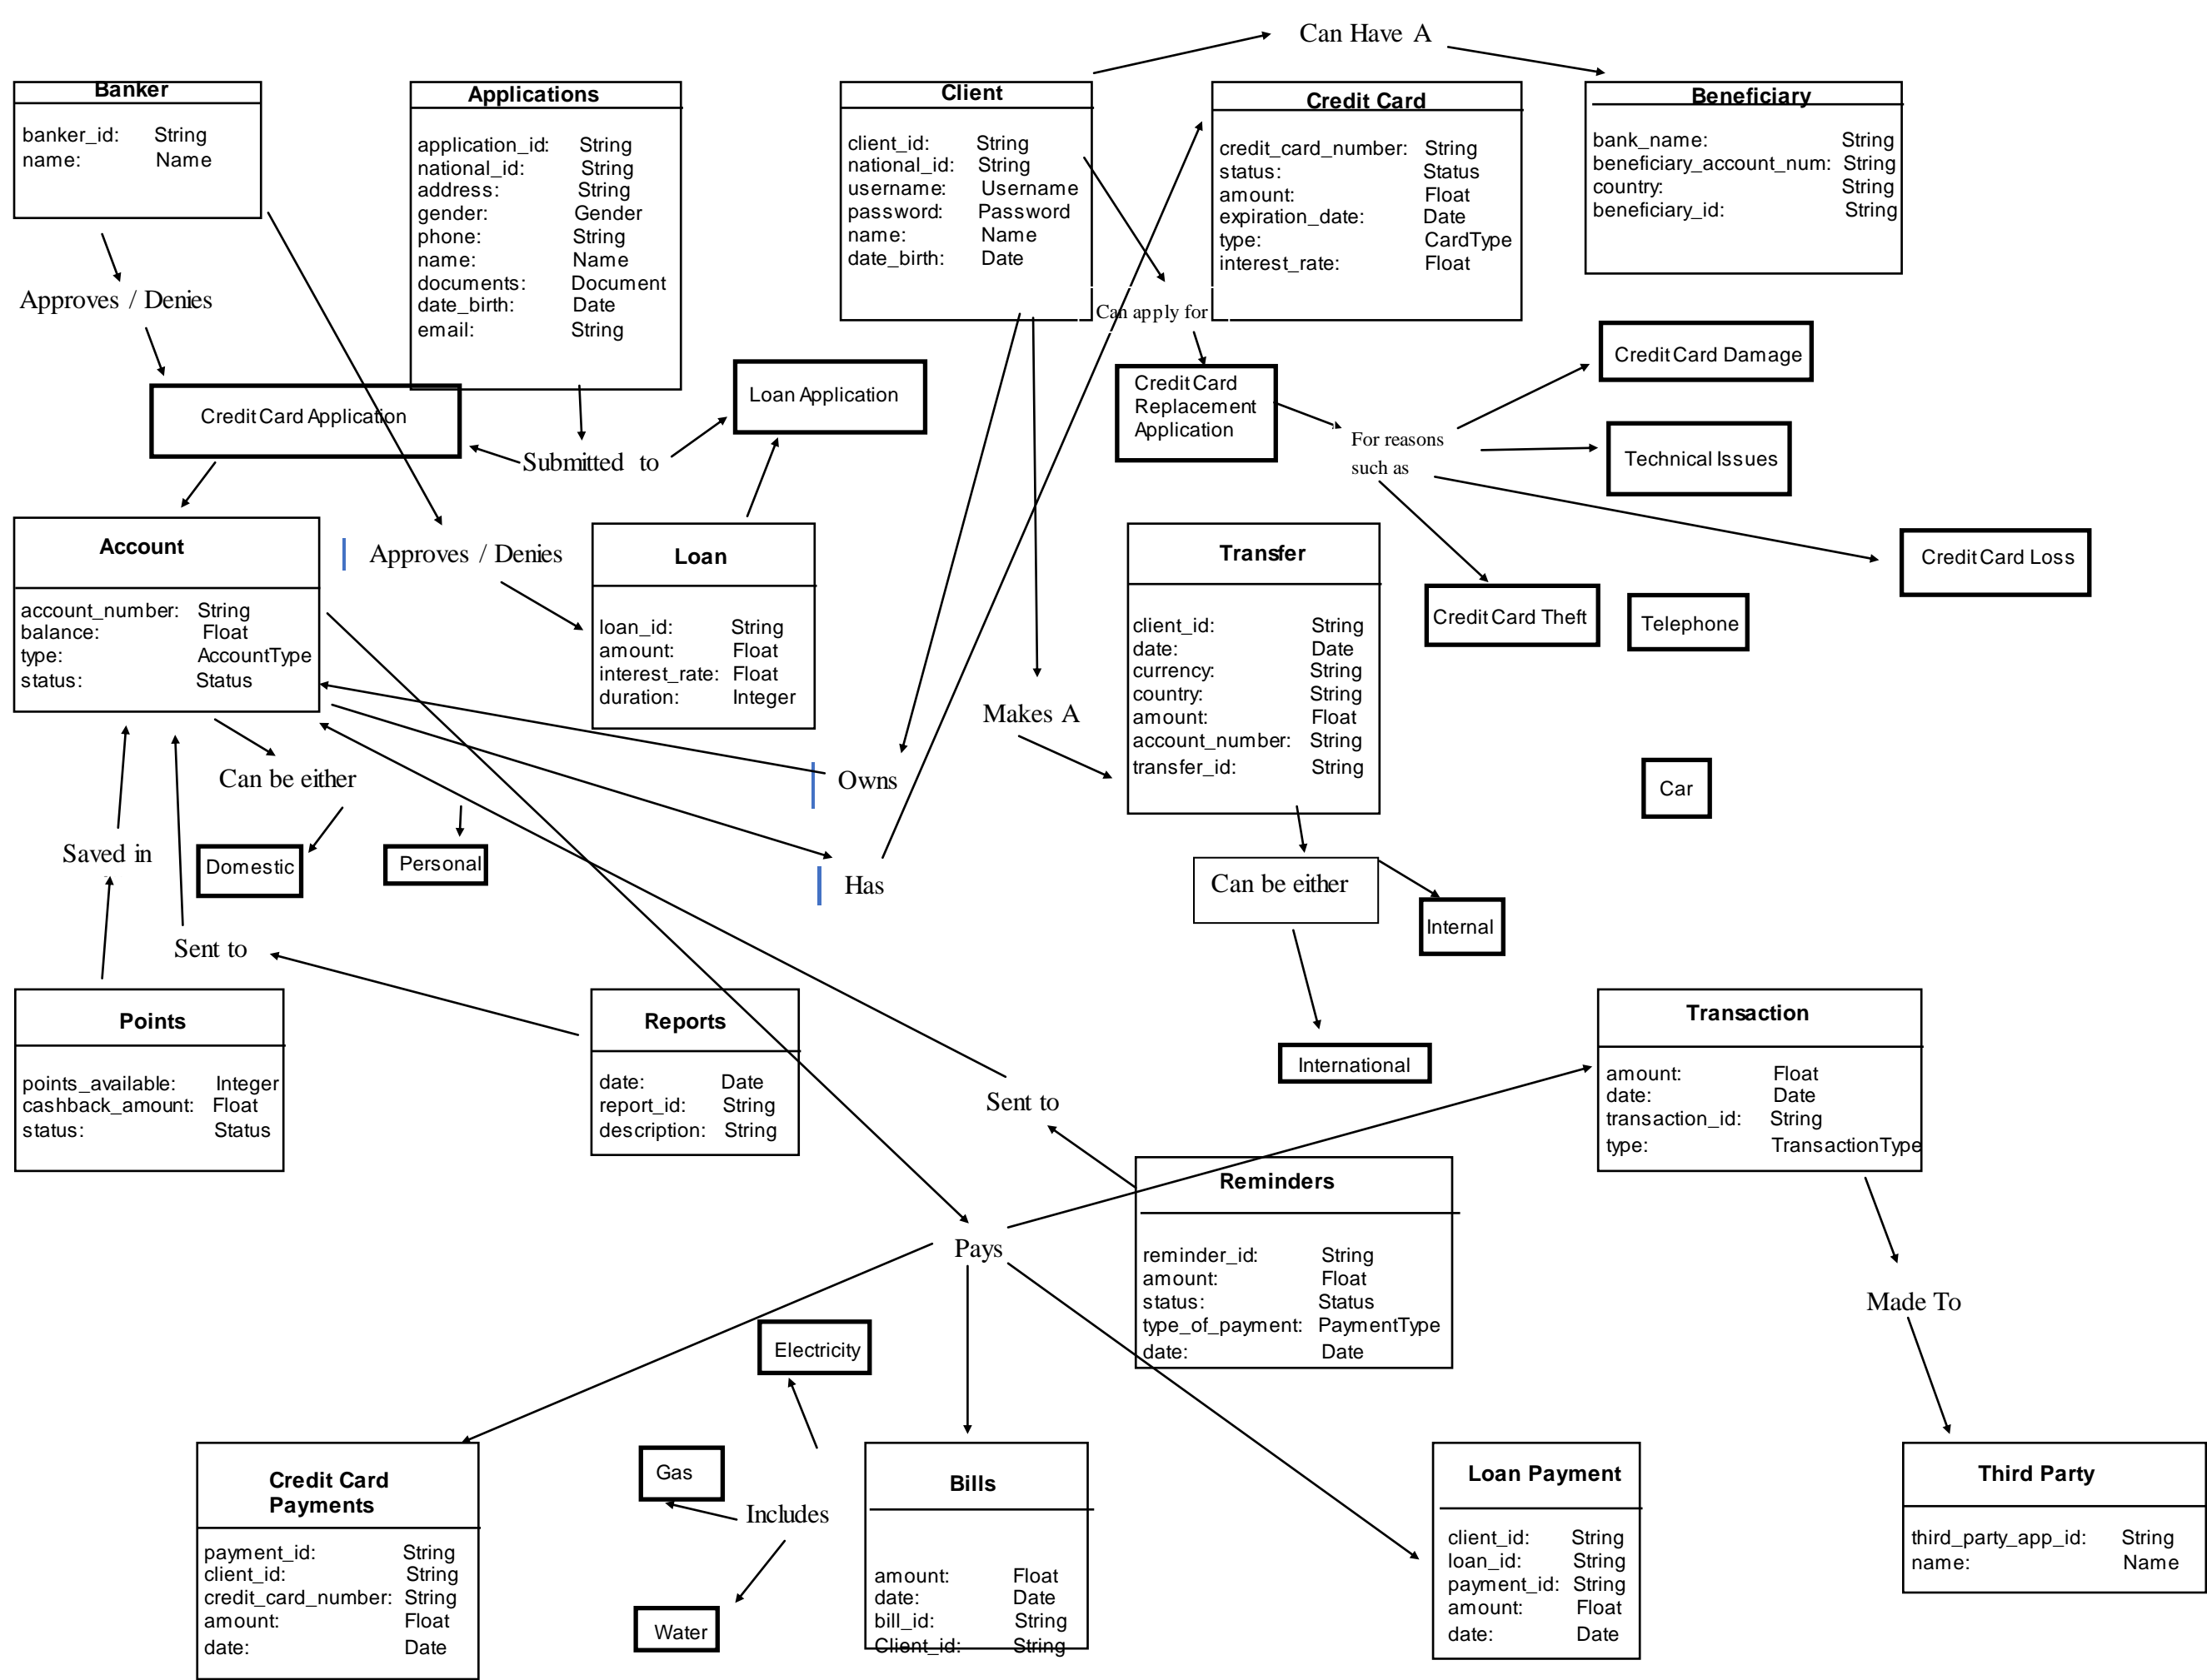 Can Have A
Banker
banker_id: String
name: Name
Applications
application_id: String
national_id: String
address: String
gender: Gender
phone: String
name: Name
documents: Document
date_birth: Date
email: String
Client
client_id: String
national_id: String
username: Username
password: Password
name: Name
date_birth: Date
Credit Card
credit_card_number: String
status: Status
amount: Float
expiration_date: Date
type: CardType
interest_rate: Float
Beneficiary
bank_name: String
beneficiary_account_num: String
country: String
beneficiary_id: String
Approves / Denies
Can apply for
Credit Card Application
Submitted to
Loan Application
Credit Card
Replacement
Application
For reasons
such as
Credit Card Damage
Technical Issues
Credit Card Loss
Credit Card Theft
Telephone
Car
Account
account_number: String
balance: Float
type: AccountType
status: Status
Approves / Denies
Loan
loan_id: String
amount: Float
interest_rate: Float
duration: Integer
Transfer
client_id: String
date: Date
currency: String
country: String
amount: Float
account_number: String
transfer_id: String
Makes A
Can be either
Owns
Saved in
Domestic
Personal
Has
Can be either
Internal
Sent to
International
Points
points_available: Integer
cashback_amount: Float
status: Status
Reports
date: Date
report_id: String
description: String
Sent to
Transaction
amount: Float
date: Date
transaction_id: String
type: TransactionType
Reminders
reminder_id: String
amount: Float
status: Status
type_of_payment: PaymentType
date: Date
Pays
Made To
Electricity
Gas
Includes
Water
Credit Card
Payments
payment_id: String
client_id: String
credit_card_number: String
amount: Float
date: Date
Bills
amount: Float
date: Date
bill_id: String
Client_id: String
Loan Payment
client_id: String
loan_id: String
payment_id: String
amount: Float
date: Date
Third Party
third_party_app_id: String
name: Name